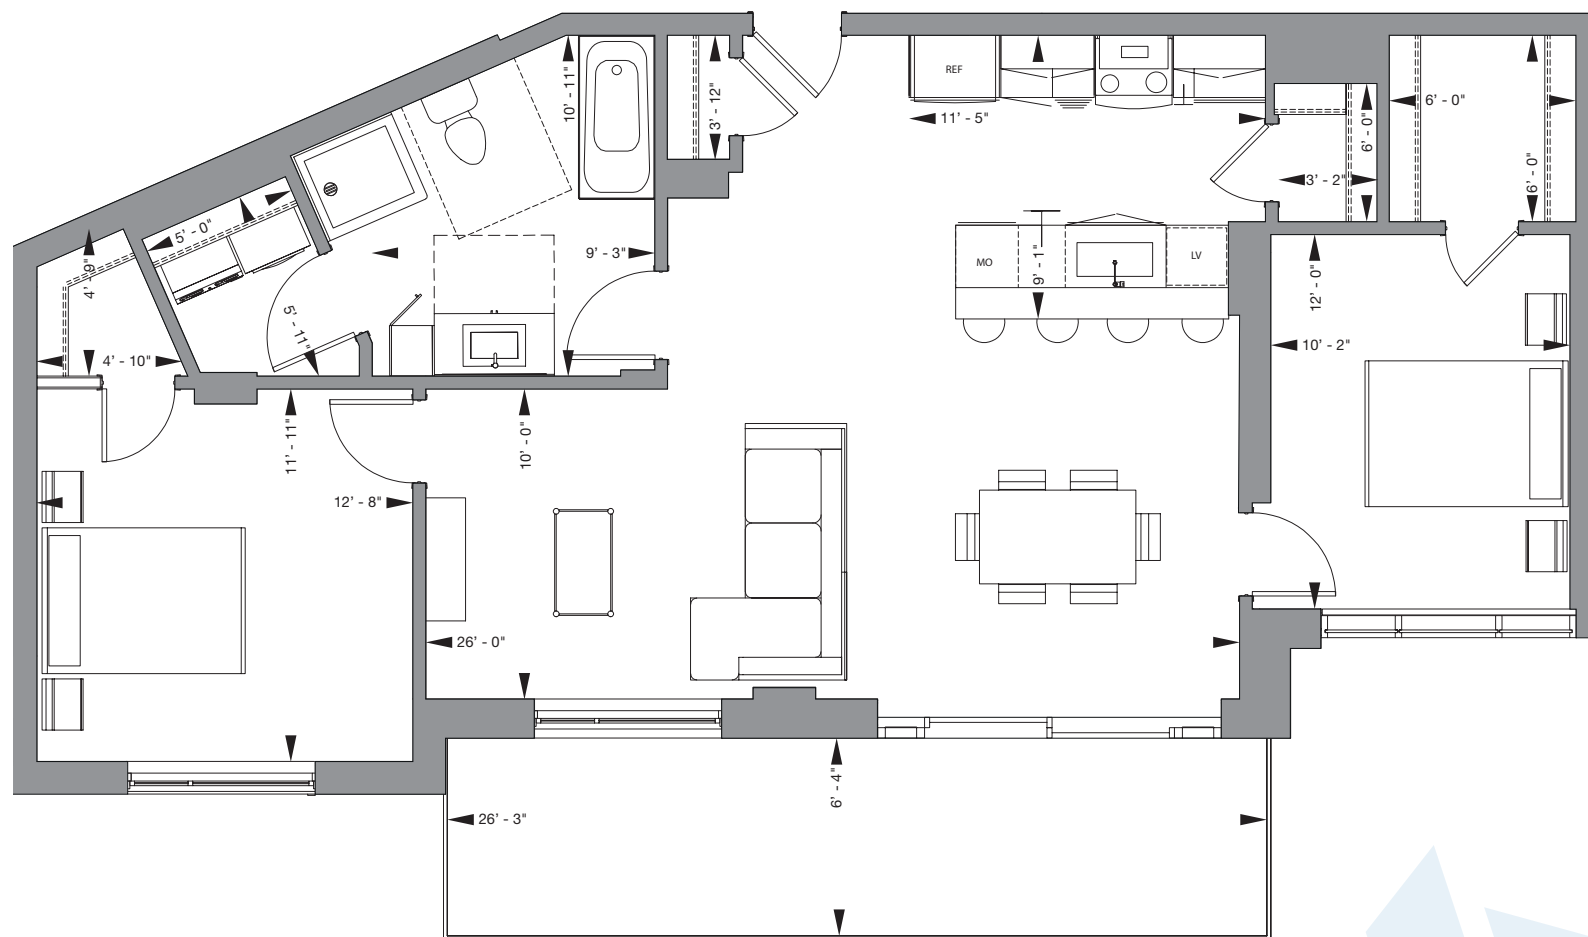 10' - 11"
3' - 12"
REF
11' - 5"
6' - 0"
6' - 0"
3' - 2"
6' - 0"
5' - 0"
4' - 9"
9' - 3"
9' - 1"
MO
LV
12' - 0"
5' - 11"
4' - 10"
10' - 2"
11' - 11"
10' - 0"
12' - 8"
26' - 0"
6' - 4"
26' - 3"